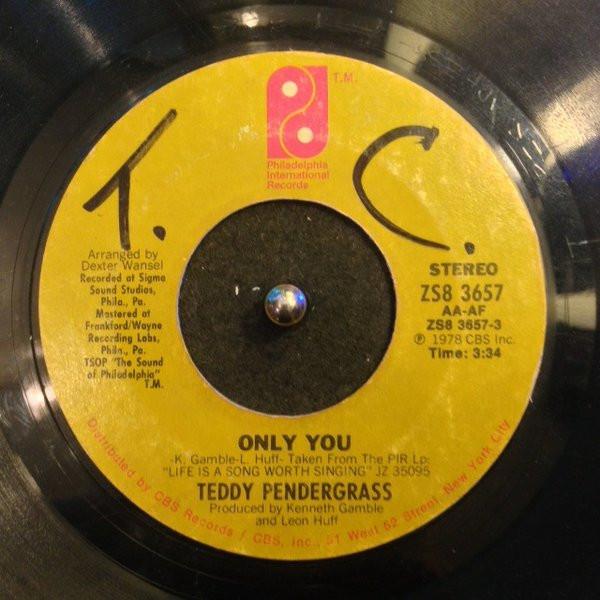 T.M.
Philadelphia
International
Records
T. C.
Arranged by
Dexter Wansel
Recorded at Sigma
Sound Studios,
Phila., Pa.
Mastered at
Frankford/Wayne
Recording Labs,
Phila., Pa.
TSOP "The Sound
of Philadelphia"
T.M.
STEREO
ZS8 3657
AA-AF
ZS8 3657-3
℗ 1978 CBS Inc.
Time: 3:34
ONLY YOU
-K. Gamble-L. Huff- Taken From The PIR Lp:
"LIFE IS A SONG WORTH SINGING" JZ 35095
TEDDY PENDERGRASS
Produced by Kenneth Gamble
and Leon Huff
Distributed by CBS Records / CBS, Inc., 51 West 52 Street, New York City